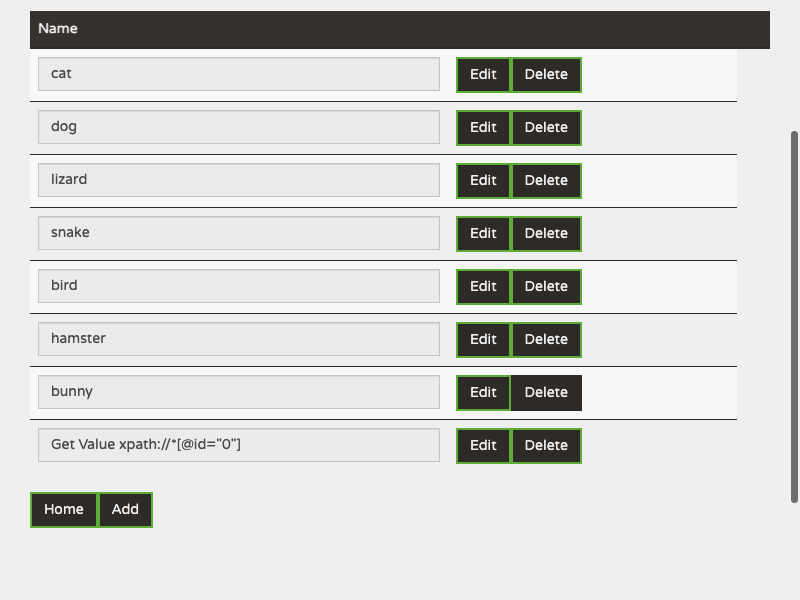 Name
cat Edit Delete
dog Edit Delete
lizard Edit Delete
snake Edit Delete
bird Edit Delete
hamster Edit Delete
bunny Edit Delete
Get Value xpath://*[@id="0"] Edit Delete
Home Add